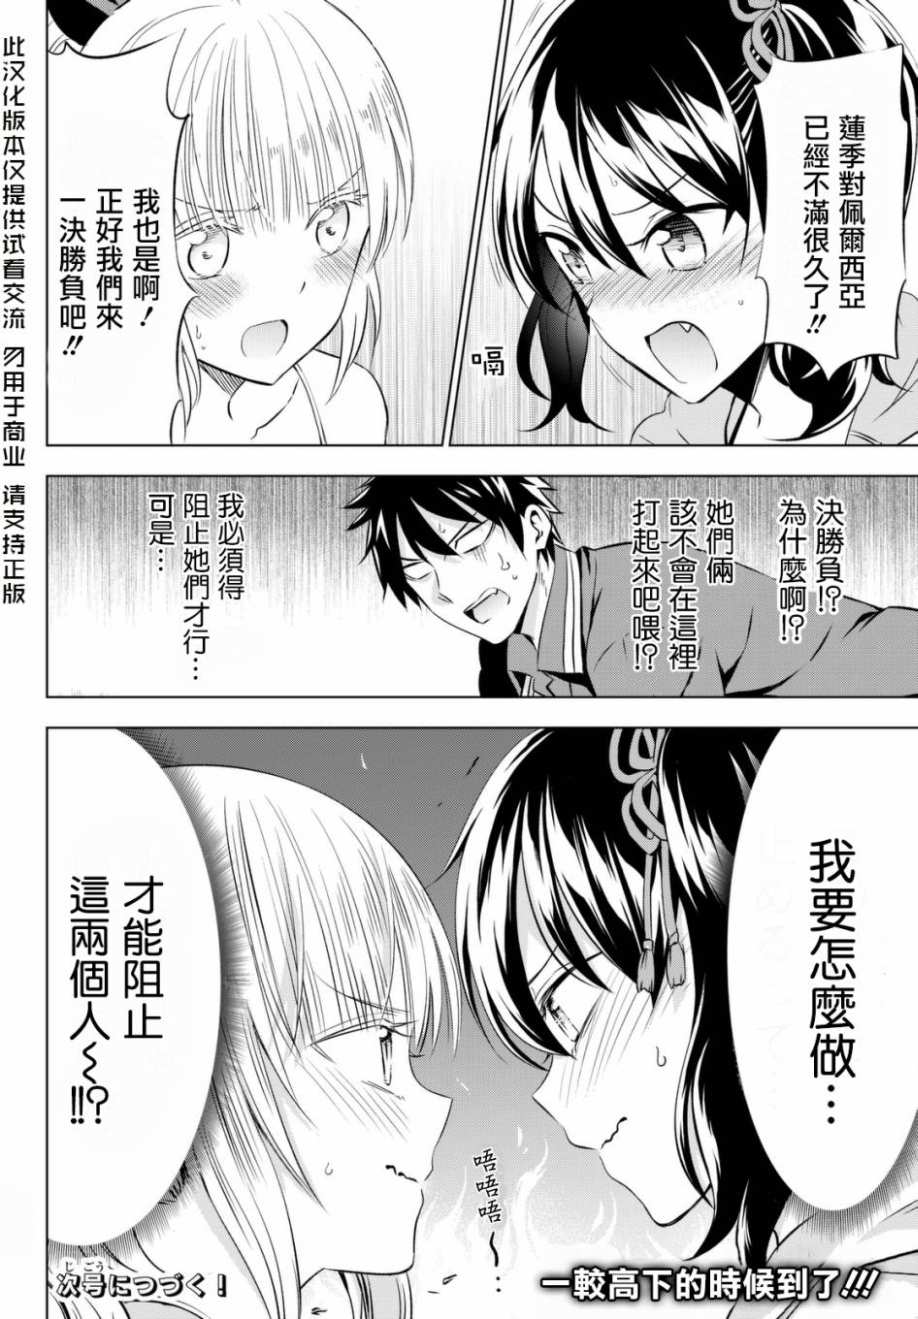 蓮季對佩爾西亞
已經不滿很久了!!
嗝
我也是啊！
正好我們來
一決勝負吧!!
決勝負!?
為什麼啊!?
她們倆
該不會在這裡
打起來吧喂!?
我必須得
阻止她們才行…
可是…
我要怎麼做…
才能阻止
這兩個人～!!?
唔唔唔～…
一較高下的時候到了!!!
じごう
次号につづく！
此汉化版本仅提供试看交流 勿用于商业 请支持正版